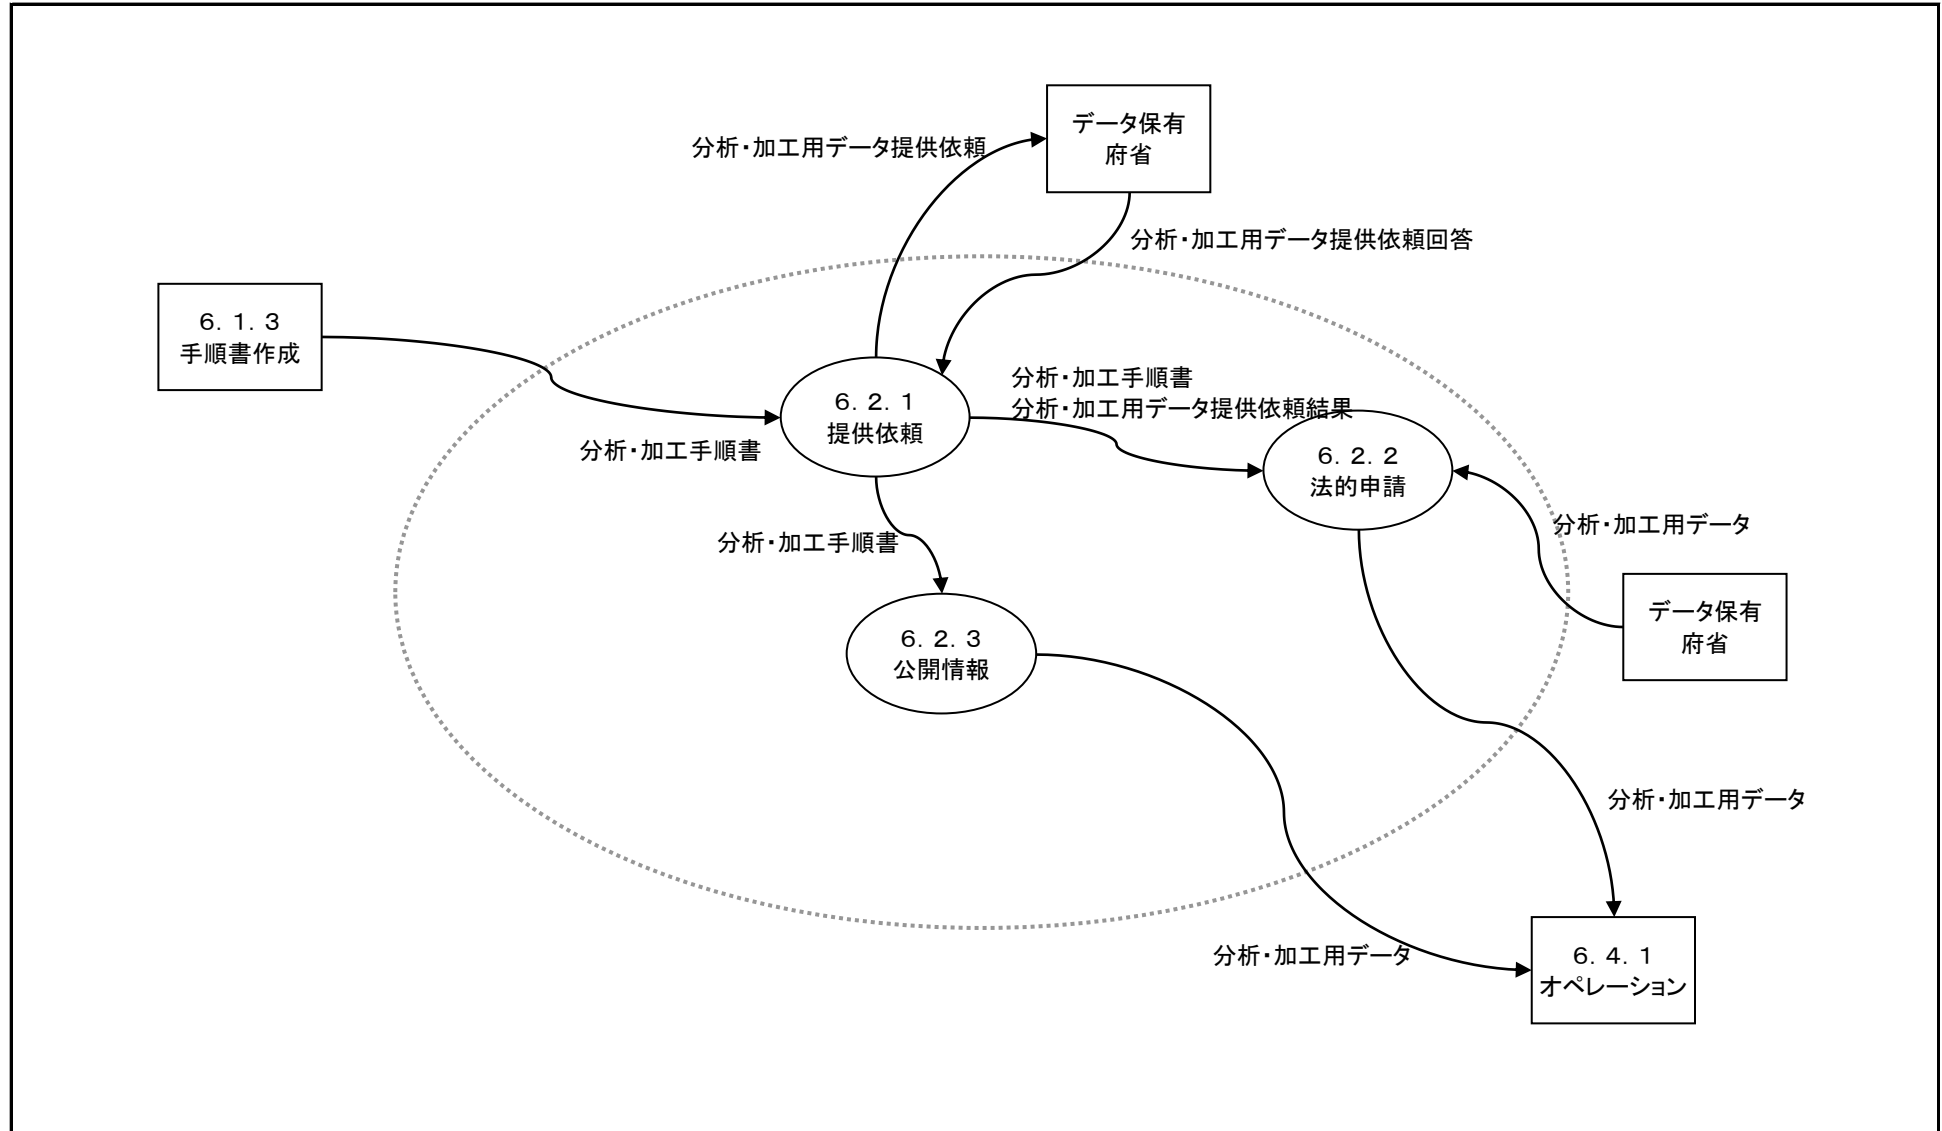 データ保有
府省
分析・加工用データ提供依頼
分析・加工用データ提供依頼回答
６．１．３
手順書作成
分析・加工手順書
分析・加工用データ提供依頼結果
６．２．１
提供依頼
分析・加工手順書
６．２．２
法的申請
分析・加工用データ
分析・加工手順書
データ保有
府省
６．２．３
公開情報
分析・加工用データ
分析・加工用データ
６．４．１
オペレーション